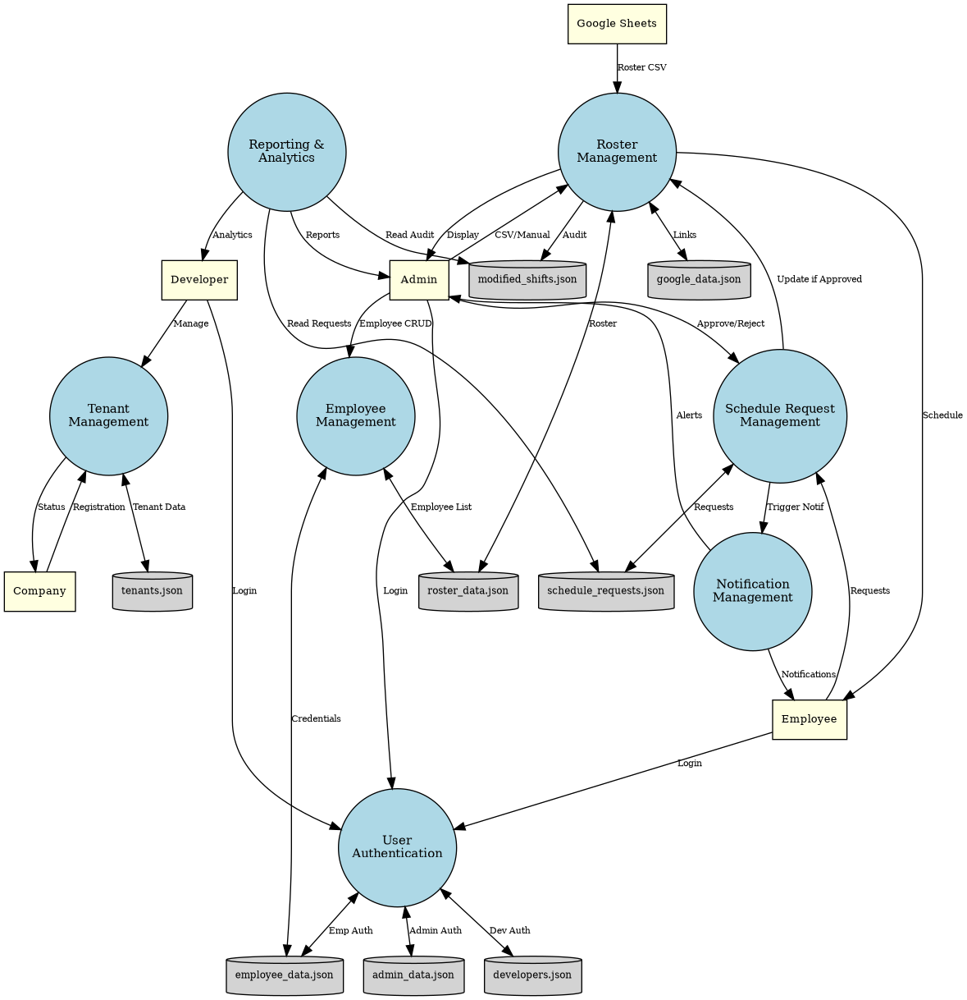 Google Sheets
Roster CSV
Reporting &
Analytics
Roster
Management
Analytics
Reports
Read Audit
Display
CSV/Manual
Audit
Links
Developer
Admin
modified_shifts.json
google_data.json
Update if Approved
Manage
Read Requests
Employee CRUD
Roster
Approve/Reject
Tenant
Management
Employee
Management
Schedule Request
Management
Alerts
Schedule
Status
Registration
Tenant Data
Employee List
Requests
Trigger Notif
Company
tenants.json
Login
Login
roster_data.json
schedule_requests.json
Notification
Management
Requests
Notifications
Credentials
Employee
Login
User
Authentication
Emp Auth
Admin Auth
Dev Auth
employee_data.json
admin_data.json
developers.json